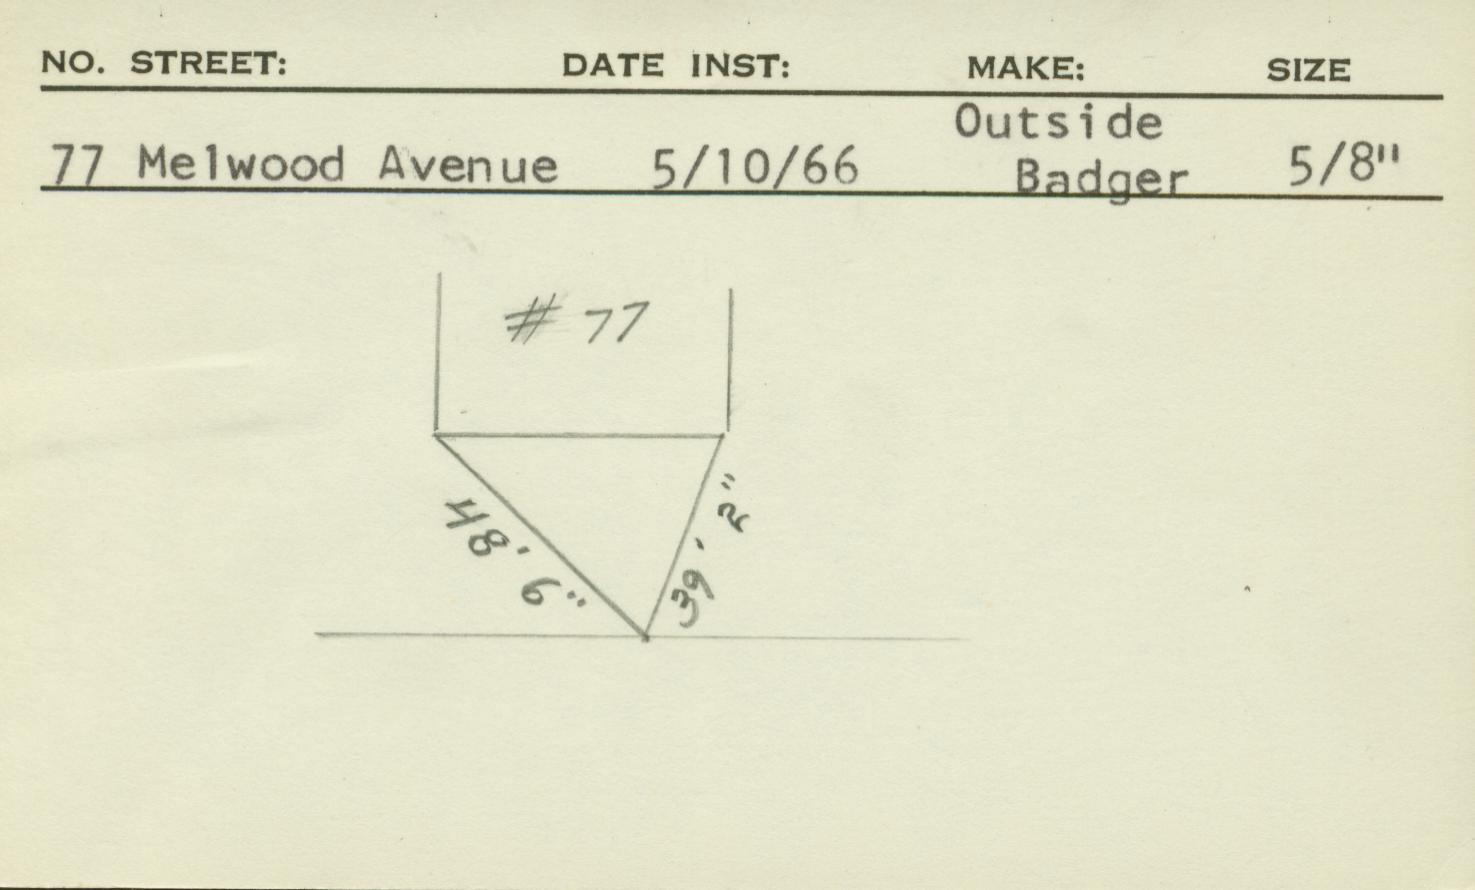 NO. STREET: DATE INST: MAKE: SIZE
Outside
77 Melwood Avenue 5/10/66 Badger 5/8"
# 77
48' 6"
39' 2"